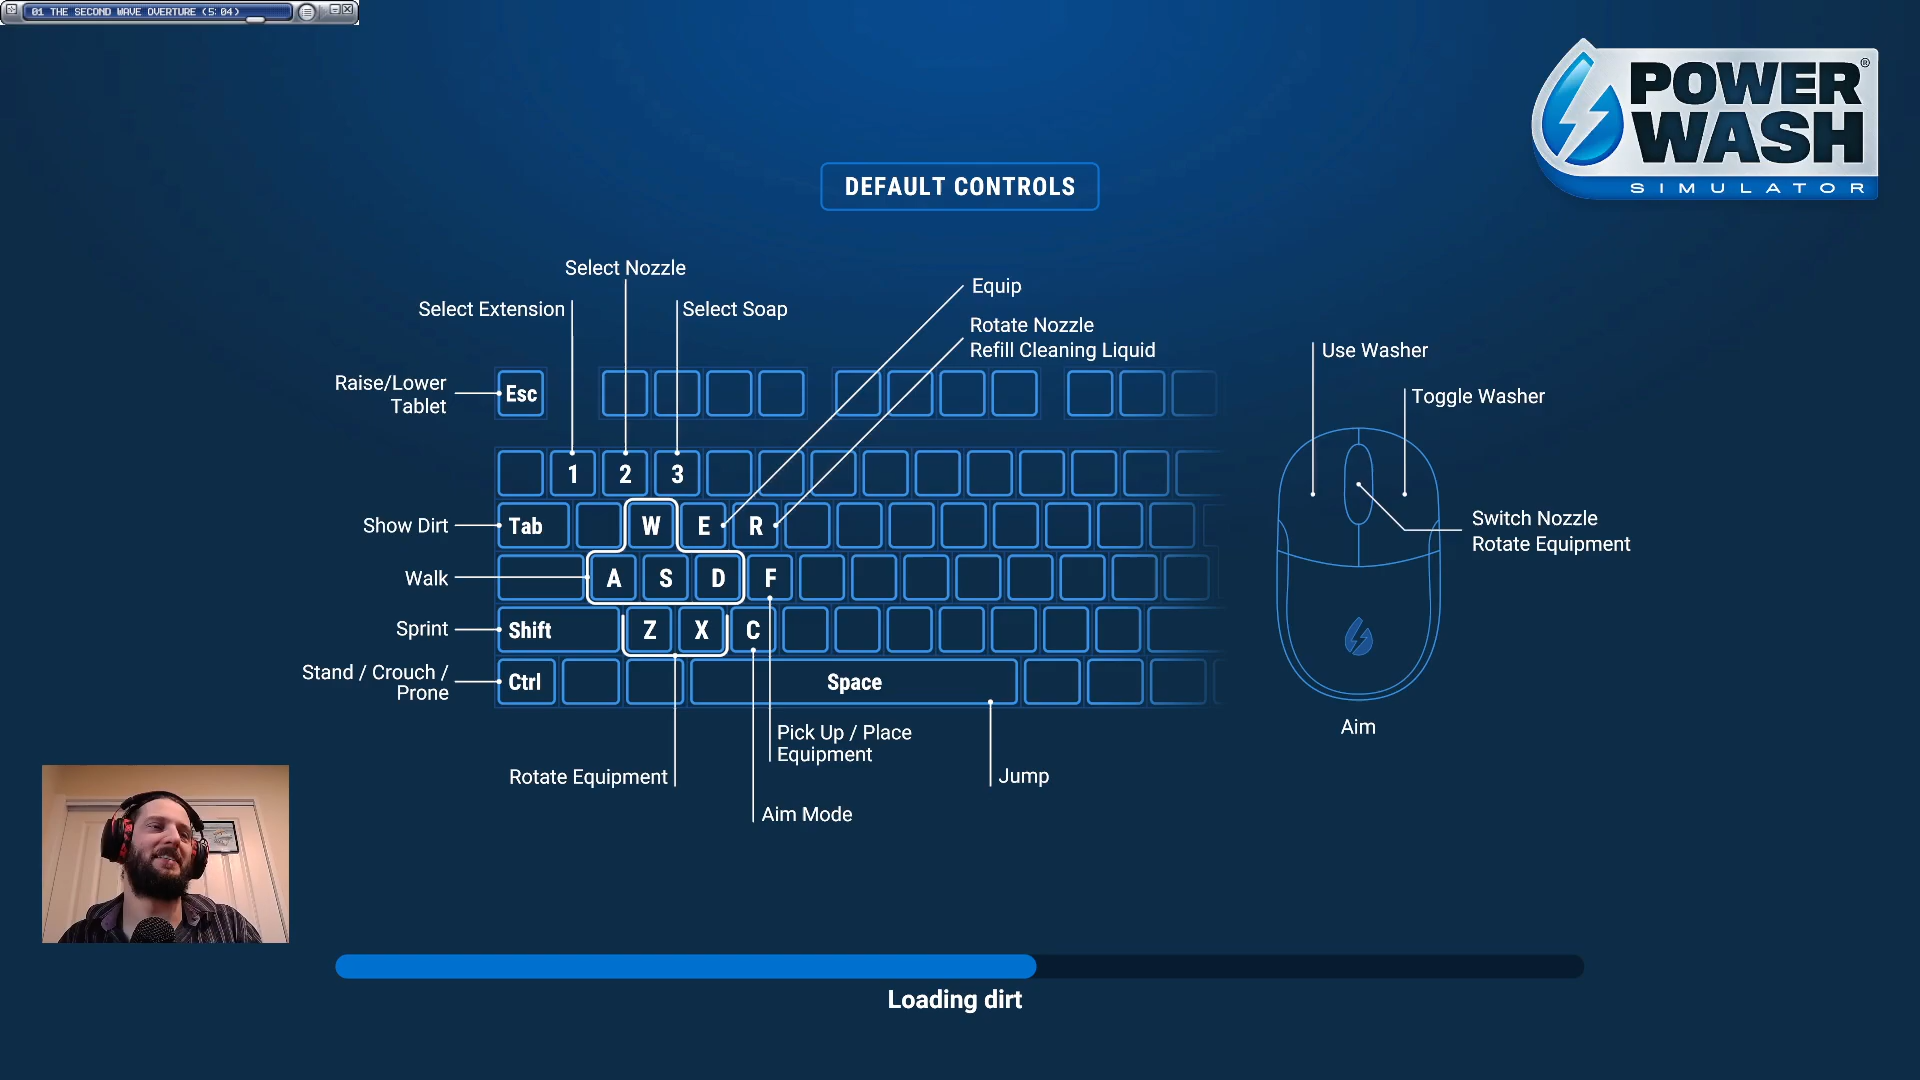 01 THE SECOND WAVE OVERTURE (5:04)
POWER®
WASH
SIMULATOR
DEFAULT CONTROLS
Select Nozzle
Select Extension
Select Soap
Equip
Rotate Nozzle
Refill Cleaning Liquid
Use Washer
Toggle Washer
Raise/Lower
Tablet
Esc
1 2 3
Show Dirt
Tab W E R
Switch Nozzle
Rotate Equipment
Walk
A S D F
Sprint
Shift Z X C
Stand / Crouch /
Prone
Ctrl Space
Aim
Pick Up / Place
Equipment
Rotate Equipment
Jump
Aim Mode
Loading dirt